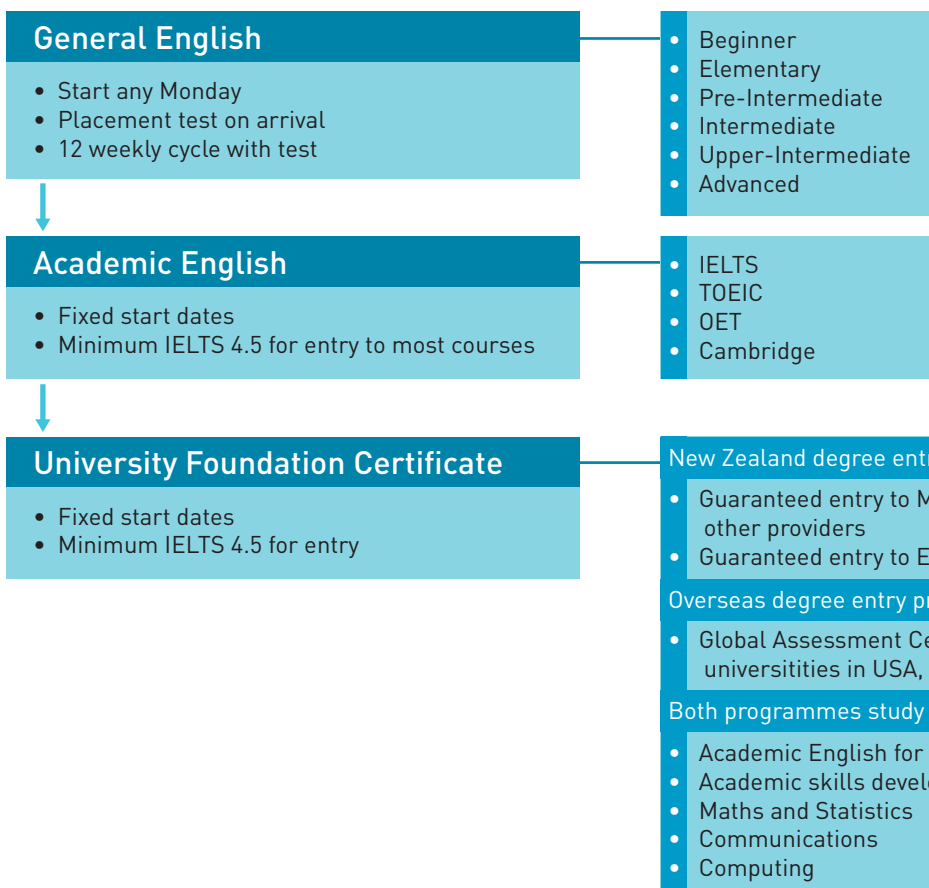 General English
• Start any Monday
• Placement test on arrival
• 12 weekly cycle with test
• Beginner
• Elementary
• Pre-Intermediate
• Intermediate
• Upper-Intermediate
• Advanced
Academic English
• Fixed start dates
• Minimum IELTS 4.5 for entry to most courses
• IELTS
• TOEIC
• OET
• Cambridge
University Foundation Certificate
• Fixed start dates
• Minimum IELTS 4.5 for entry
New Zealand degree
• Guaranteed entry to
other providers
• Guaranteed entry to
Overseas degree entry
• Global Assessment
universitities in USA,
Both programmes study
• Academic English for
• Academic skills
• Maths and Statistics
• Communications
• Computing